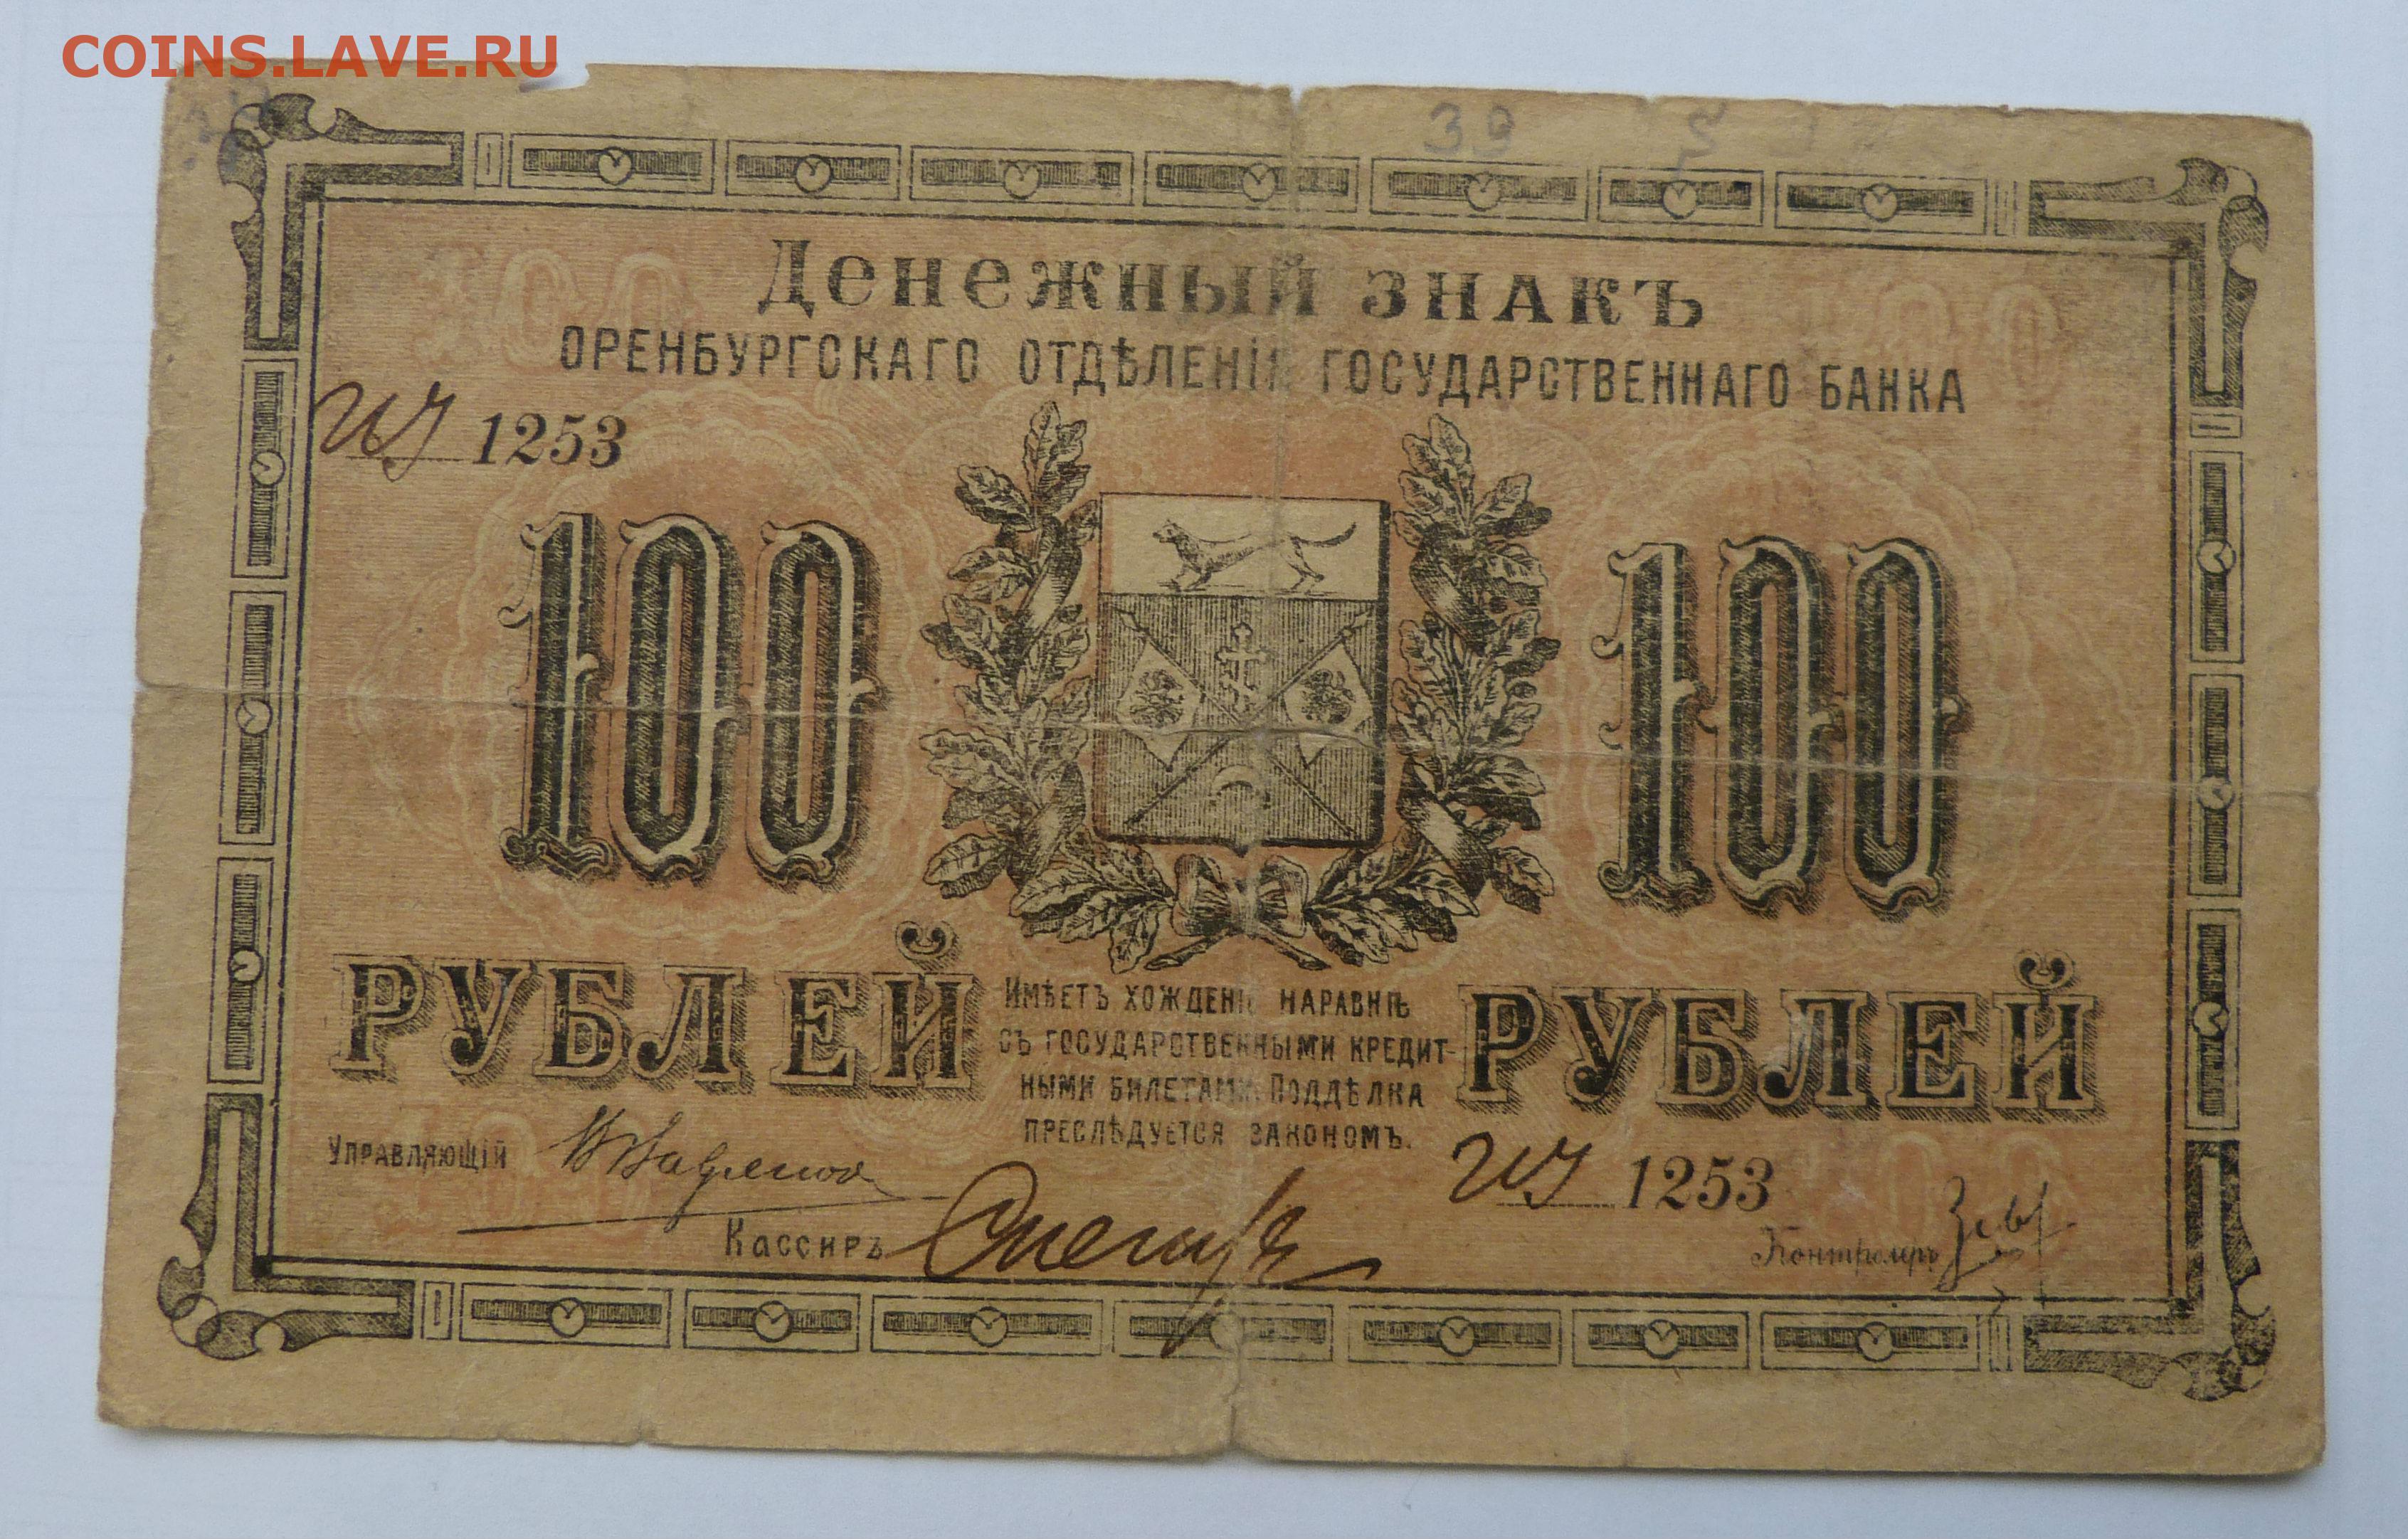 COINS.LAVE.RU
39
Денежный знакъ
ОРЕНБУРГСКАГО ОТДѢЛЕНІЯ ГОСУДАРСТВЕННАГО БАНКА
1253
100 100
РУБЛЕЙ РУБЛЕЙ
Имѣетъ хожденіе наравнѣ
съ государственными кредит-
ными билетами. Поддѣлка
преслѣдуется закономъ.
Управляющій
1253
Кассиръ
Контролеръ